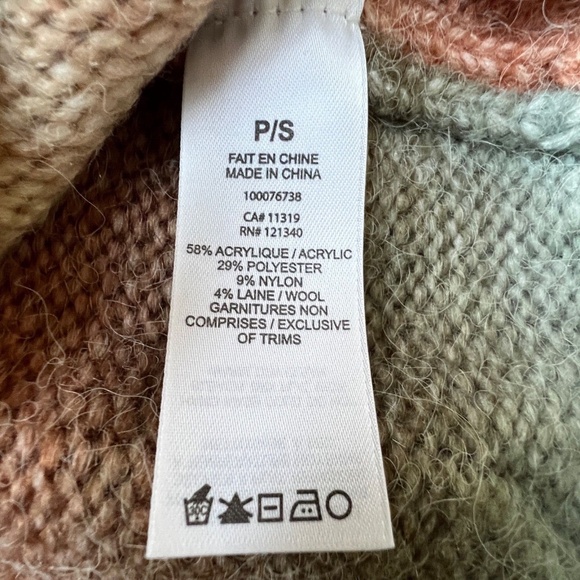 P/S
FAIT EN CHINE
MADE IN CHINA
100076738
CA# 11319
RN# 121340
58% ACRYLIQUE / ACRYLIC
29% POLYESTER
9% NYLON
4% LAINE / WOOL
GARNITURES NON
COMPRISES / EXCLUSIVE
OF TRIMS
30C